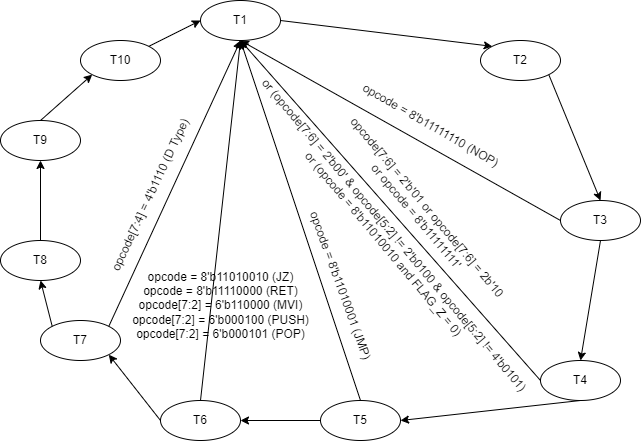 T1
T2
T10
opcode = 8'b11111110 (NOP)
opcode[7:6] = 2'b'01 or opcode[7:6] = 2'b'10
or opcode = 8'b11111111'
or (opcode[7:6] = 2'b00' & opcode[5:2] != 2'b0100 & opcode[5:2] != 4'b0101)
or (opcode = 8'b11010010 and FLAG_Z = 0)
T9
opcode[7:4] = 4'b1110 (D Type)
T3
T8
opcode = 8'b11010010 (JZ)
opcode = 8'b11110000 (RET)
opcode[7:2] = 6'b110000 (MVI)
opcode[7:2] = 6'b000100 (PUSH)
opcode[7:2] = 6'b000101 (POP)
opcode = 8'b11010001 (JMP)
T7
T4
T6
T5